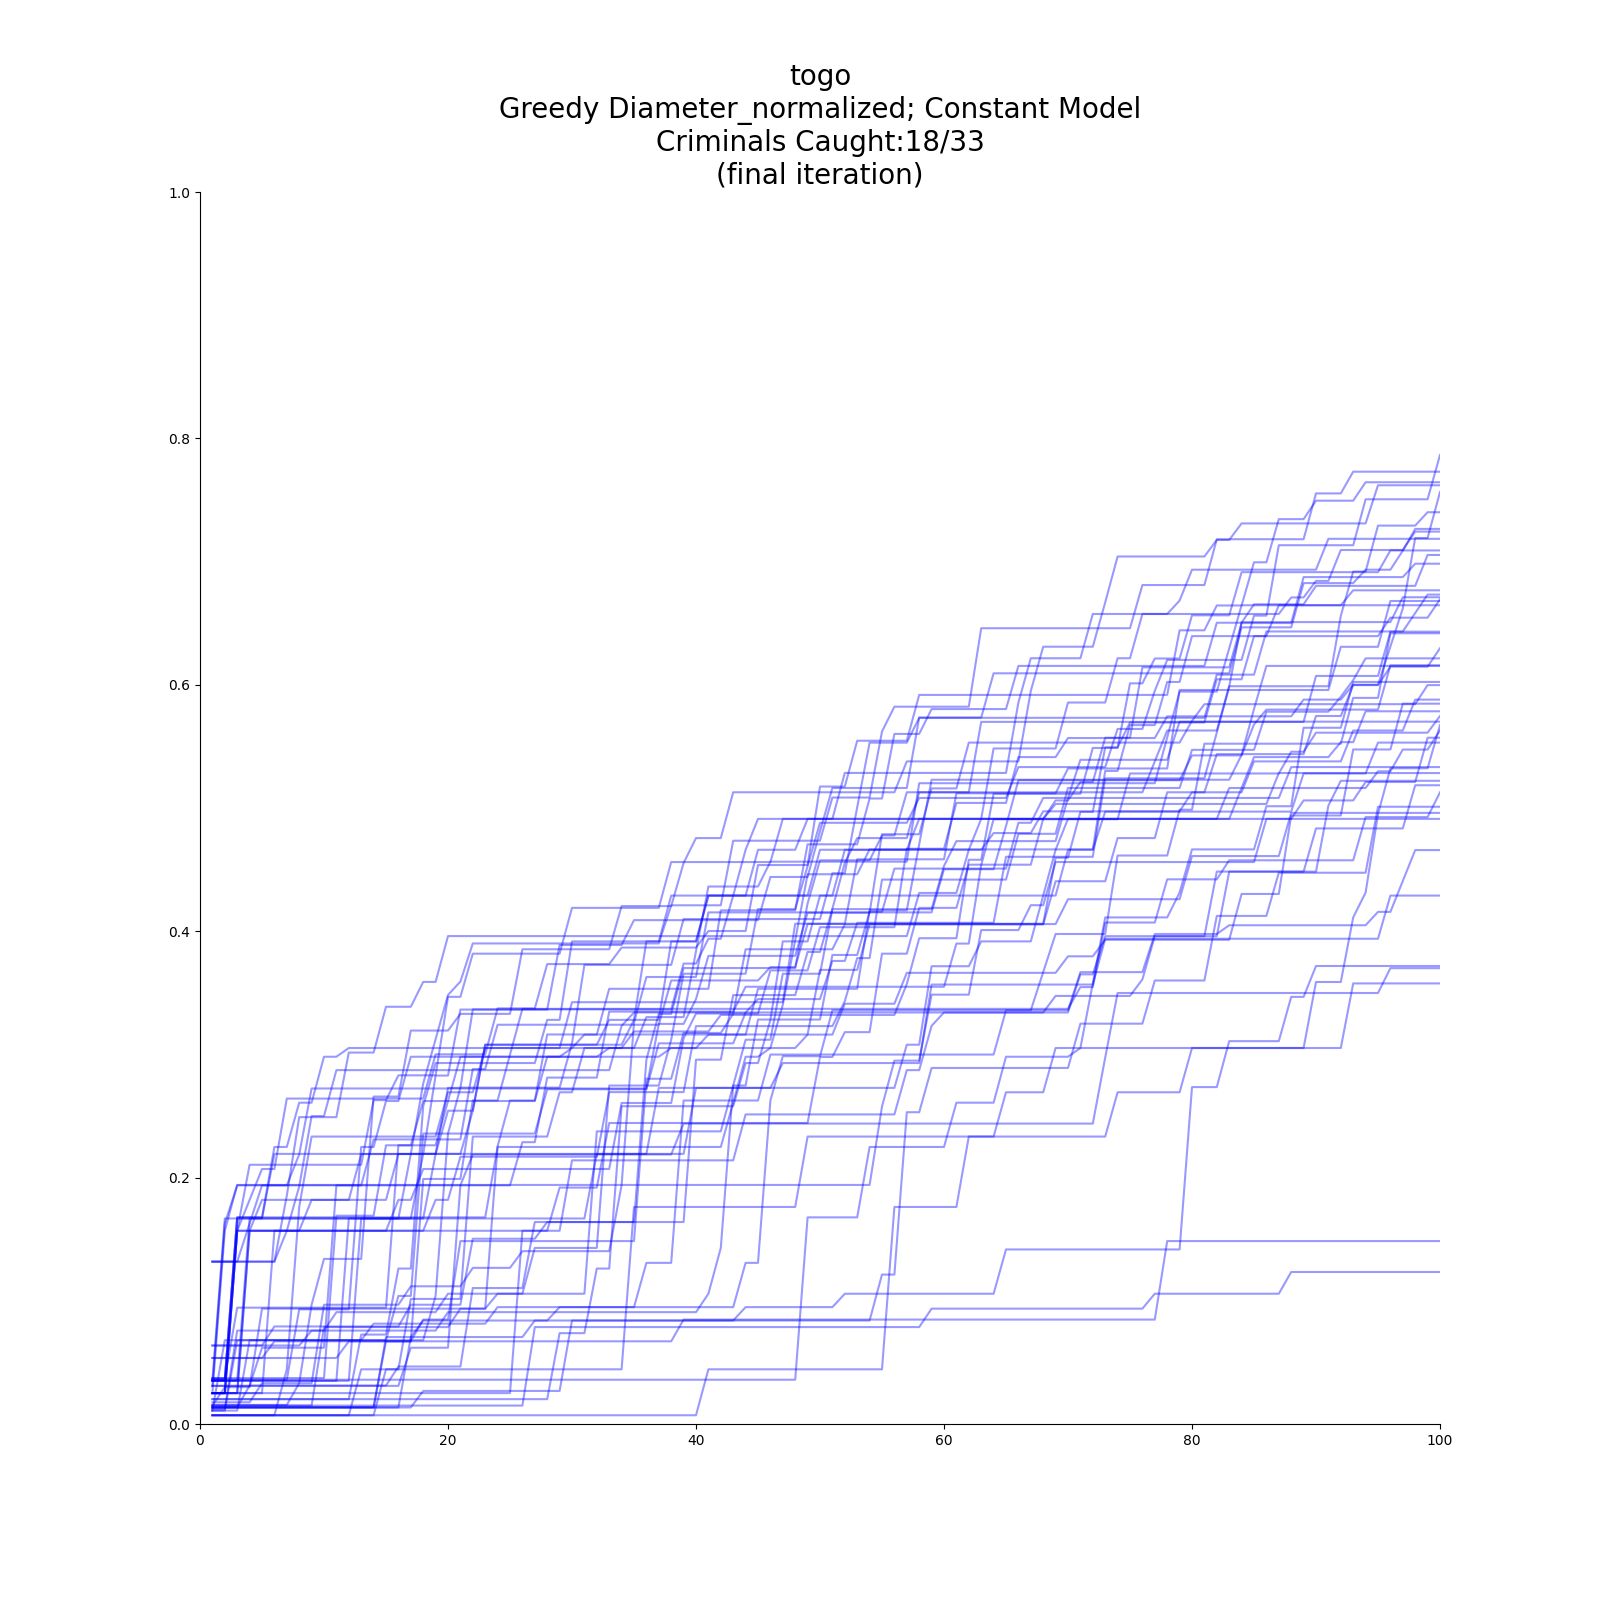 togo
Greedy Diameter_normalized; Constant Model
Criminals Caught:18/33
(final iteration)
1.0
0.8
0.6
0.4
0.2
0.0
0 20 40 60 80 100